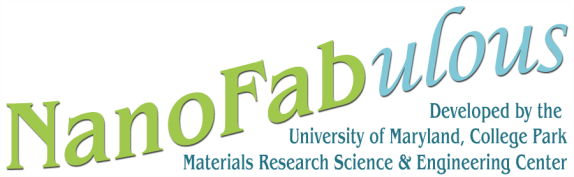 NanoFabulous
Developed by the
University of Maryland, College Park
Materials Research Science & Engineering Center